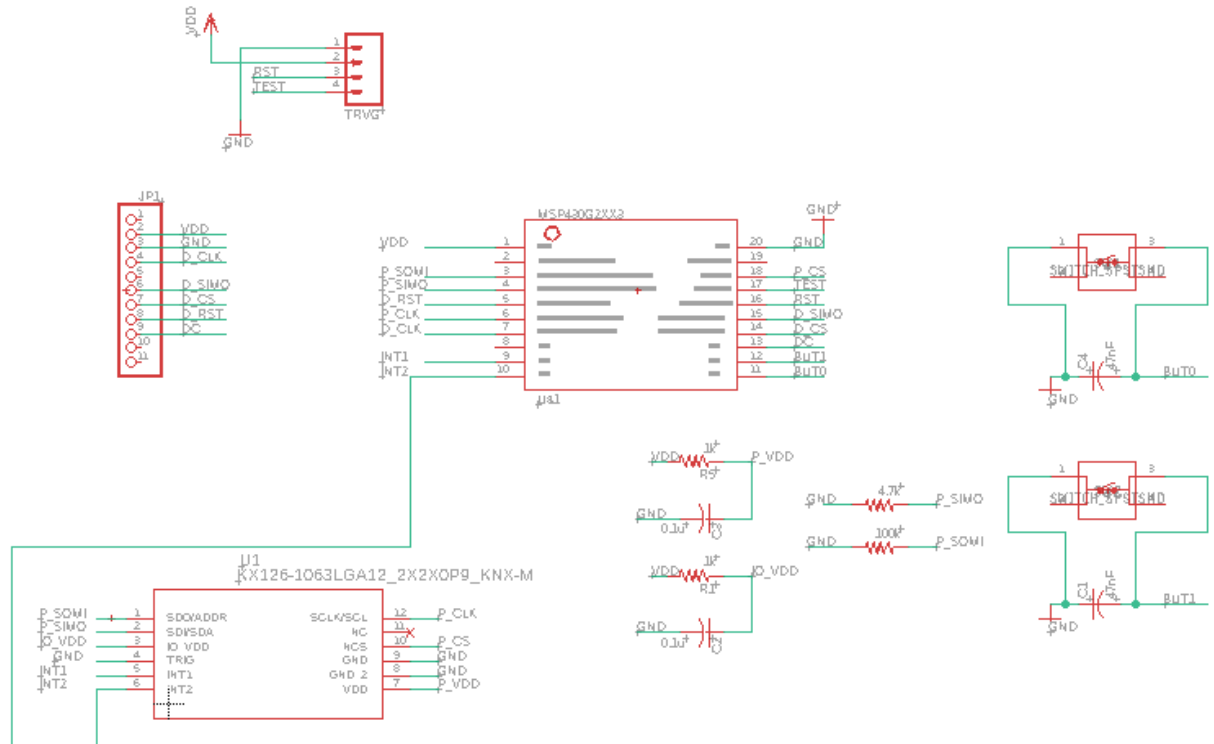 VDD
1
2
RST 3
TEST 4
TRVG
GND
JP1
1
2 VDD
3 GND
4 D_CLK
5
6 D_SIMO
7 D_CS
8 D_RST
9 DC
10
11
MSP430G2XX3
GND
VDD 1 20 GND
2 19
P_SOMI 3 18 P_CS
P_SIMO 4 17 TEST
D_RST 5 16 RST
P_CLK 6 15 D_SIMO
D_CLK 7 14 D_CS
8 13 DC
INT1 9 12 BUT1
INT2 10 11 BUT0
U$1
1 3
SWITCH_SPSTSMD
C4
47nF
GND
BUT0
VDD 1k P_VDD
R5
GND
0.1u
GND 4.7k P_SIMO
GND 100k P_SOMI
VDD 1k IO_VDD
R1
GND
0.1u C2
1 3
SWITCH_SPSTSMD
C1
47nF
GND
BUT1
U1
KX126-1063LGA12_2X2X0P9_KNX-M
P_SOMI 1 SDO/ADDR SCLK/SCL 12 P_CLK
P_SIMO 2 SDI/SDA NC 11
IO_VDD 3 IO_VDD NCS 10 P_CS
GND 4 TRIG GND 9 GND
INT1 5 INT1 GND_2 8 GND
INT2 6 INT2 VDD 7 P_VDD